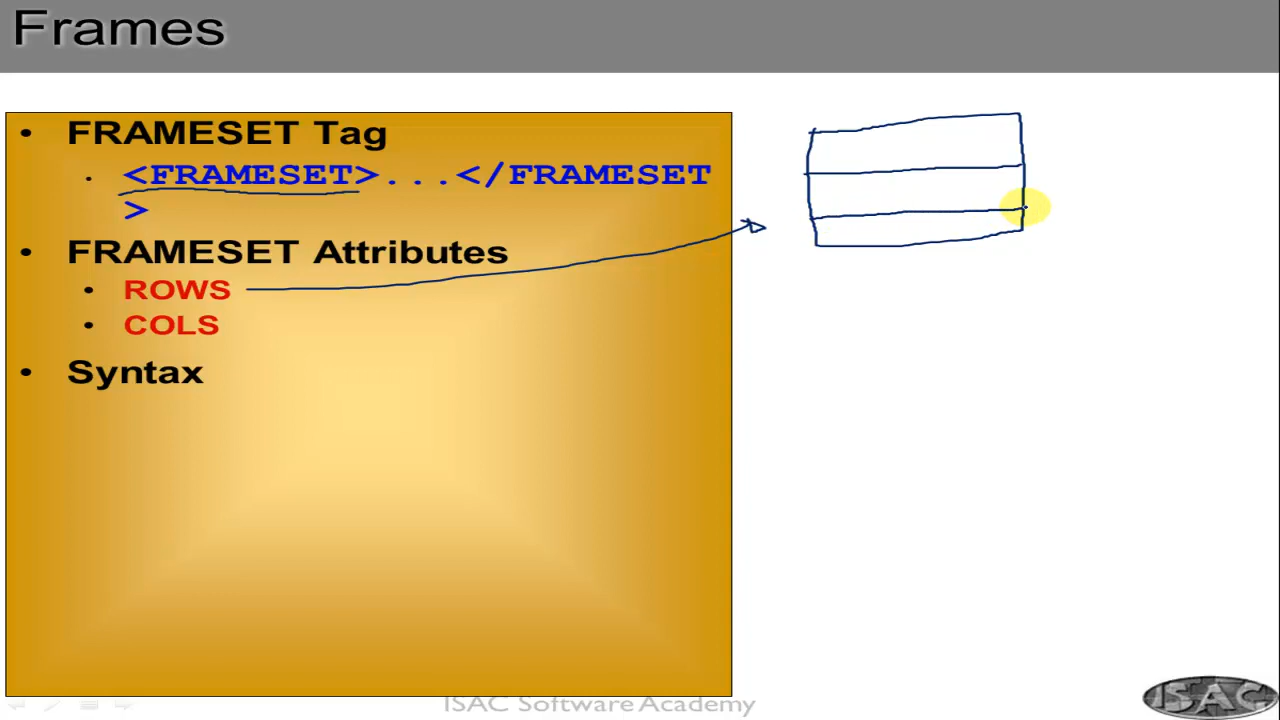 Frames
• FRAMESET Tag
• <FRAMESET>...</FRAMESET
>
• FRAMESET Attributes
• ROWS
• COLS
• Syntax
ISAC Software Academy
ISAC